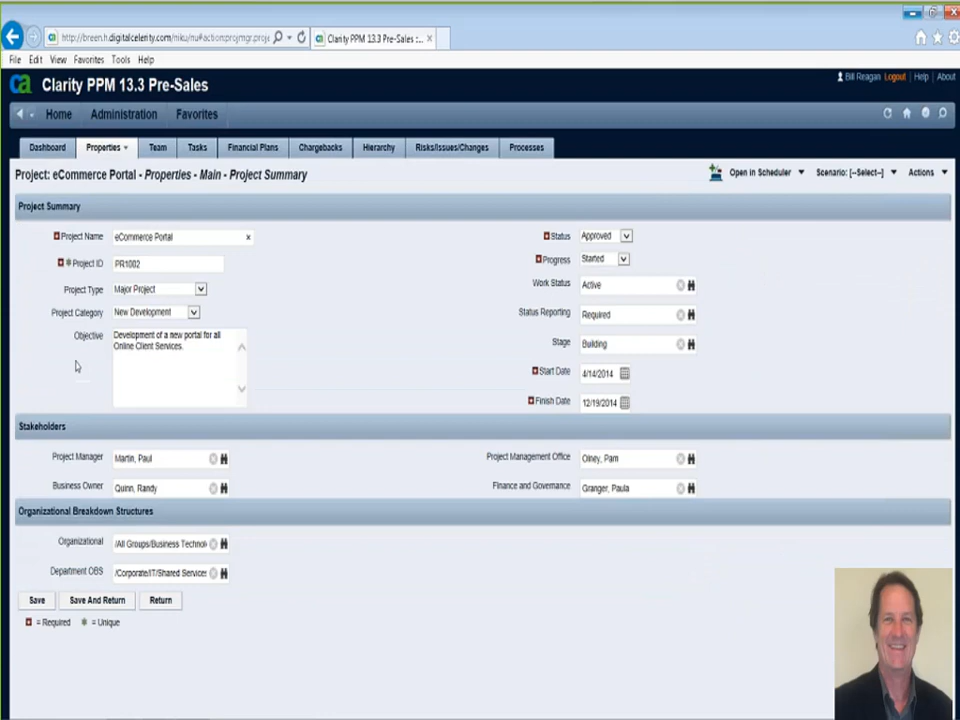 http://breen.h.digitalcelerity.com/niku/nu#action:projmgr.proje
Clarity PPM 13.3 Pre-Sales :...
File Edit View Favorites Tools Help
ca Clarity PPM 13.3 Pre-Sales
Bill Reagan Logout | Help | About
Home Administration Favorites
Dashboard Properties Team Tasks Financial Plans Chargebacks Hierarchy Risks/Issues/Changes Processes
Project: eCommerce Portal - Properties - Main - Project Summary
Open in Scheduler Scenario: [--Select--] Actions
Project Summary
Project Name eCommerce Portal
Project ID PR1002
Project Type Major Project
Project Category New Development
Objective Development of a new portal for all
Online Client Services.
Status Approved
Progress Started
Work Status Active
Status Reporting Required
Stage Building
Start Date 4/14/2014
Finish Date 12/19/2014
Stakeholders
Project Manager Martin, Paul
Project Management Office Olney, Pam
Business Owner Quinn, Randy
Finance and Governance Granger, Paula
Organizational Breakdown Structures
Organizational /All Groups/Business Technol
Department OBS /Corporate/IT/Shared Services
Save Save And Return Return
= Required = Unique